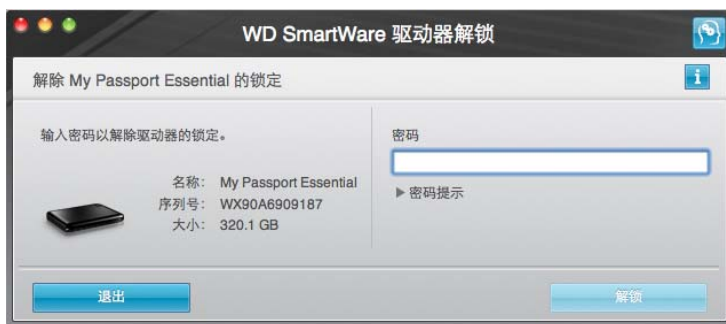 WD SmartWare 驱动器解锁
解除 My Passport Essential 的锁定
i
输入密码以解除驱动器的锁定。
名称: My Passport Essential
序列号: WX90A6909187
大小: 320.1 GB
密码
▶密码提示
退出
解锁